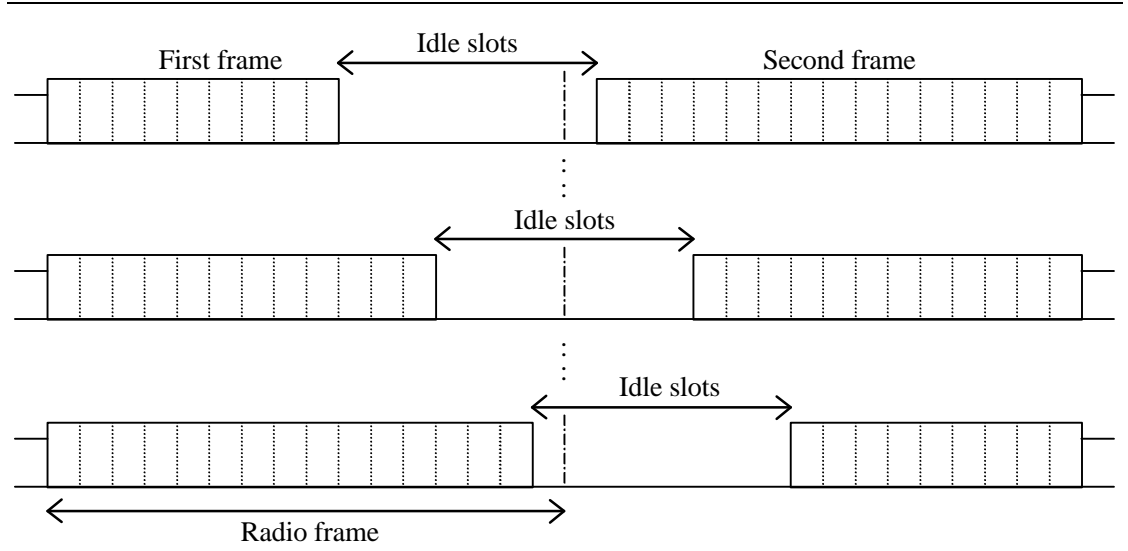 Idle slots
First frame
Second frame
Idle slots
Idle slots
Radio frame